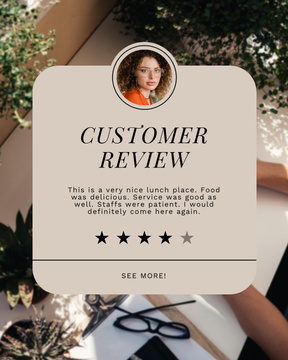 CUSTOMER
REVIEW
This is a very nice lunch place. Food
was delicious. Service was good as
well. Staffs were patient. I would
definitely come here again.
SEE MORE!